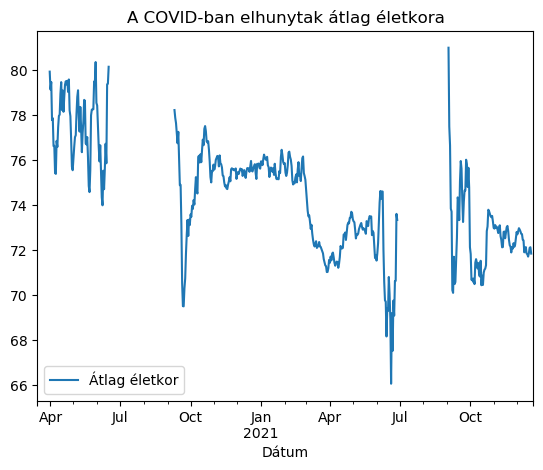 A COVID-ban elhunytak átlag életkora
80
78
76
74
72
70
68
66
Átlag életkor
Apr
Jul
Oct
Jan
2021
Apr
Jul
Oct
Dátum